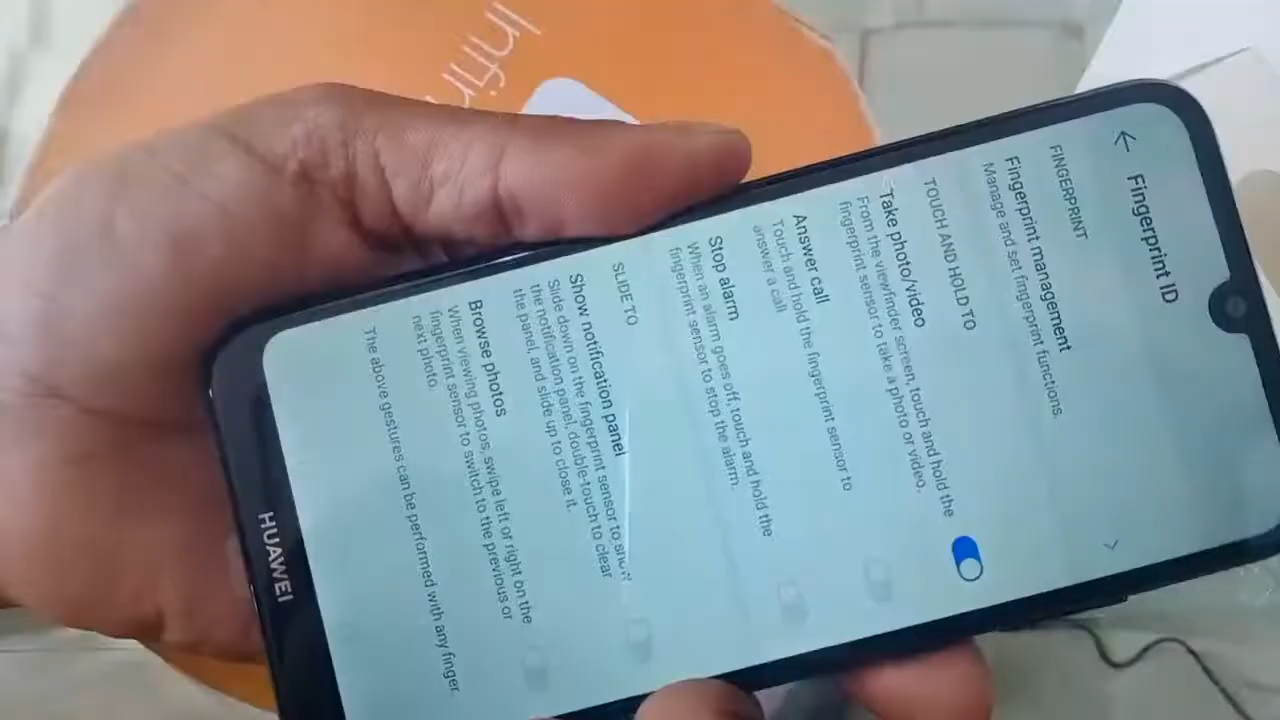 Fingerprint ID
FINGERPRINT
Fingerprint management
Manage and set fingerprint functions.
TOUCH AND HOLD TO
Take photo/video
From the viewfinder screen, touch and hold the
fingerprint sensor to take a photo or video.
Answer call
Touch and hold the fingerprint sensor to
answer a call
Stop alarm
When an alarm goes off, touch and hold the
fingerprint sensor to stop the alarm.
SLIDE TO
Show notification panel
Slide down on the fingerprint sensor to show
the notification panel, double-touch to clear
the panel, and slide up to close it.
Browse photos
When viewing photos, swipe left or right on the
fingerprint sensor to switch to the previous or
next photo.
The above gestures can be performed with any finger.
HUAWEI